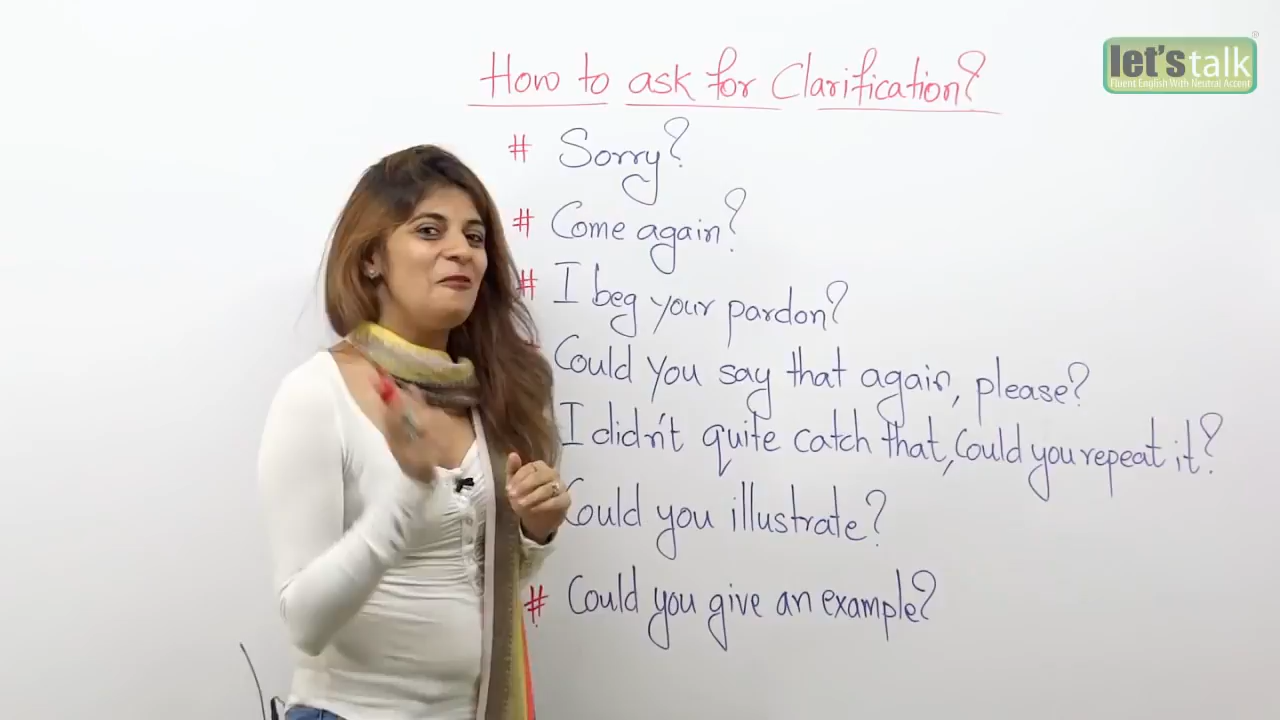 How to ask for Clarification?
let's talk
®
Fluent English With Neutral Accent
# Sorry?
# Come again?
# I beg your pardon?
Could you say that again, please?
I didn't quite catch that, Could you repeat it?
Could you illustrate?
# Could you give an example?